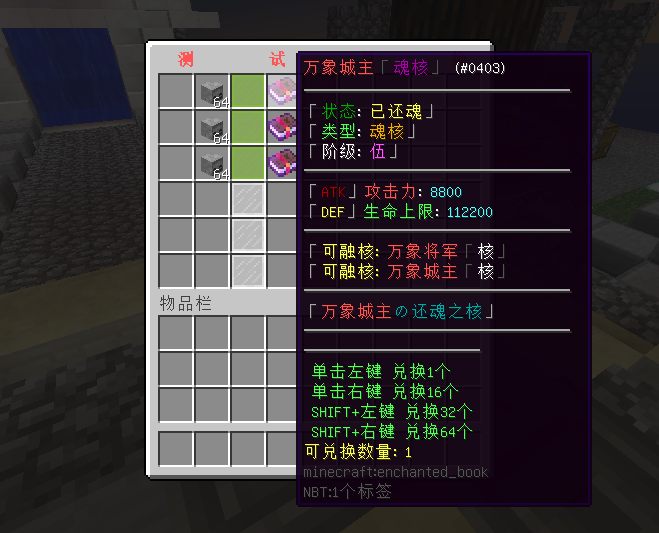 测 试
万象城主「魂核」 (#0403)
「状态: 已还魂」
「类型: 魂核」
「阶级: 伍」
「ATK」攻击力: 8800
「DEF」生命上限: 112200
「可融核: 万象将军「核」
「可融核: 万象城主「核」
「万象城主の还魂之核」
单击左键 兑换1个
单击右键 兑换16个
SHIFT+左键 兑换32个
SHIFT+右键 兑换64个
可兑换数量: 1
minecraft:enchanted_book
NBT:1个标签
64
64
64
物品栏